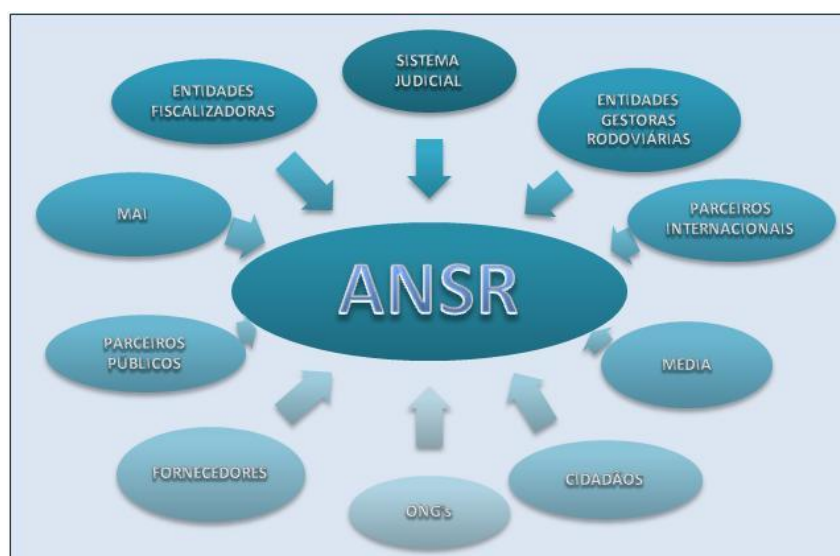 SISTEMA
JUDICIAL
ENTIDADES
FISCALIZADORAS
ENTIDADES
GESTORAS
RODOVIÁRIAS
MAI
PARCEIROS
INTERNACIONAIS
ANSR
PARCEIROS
PÚBLICOS
MEDIA
FORNECEDORES
CIDADÃOS
ONG's